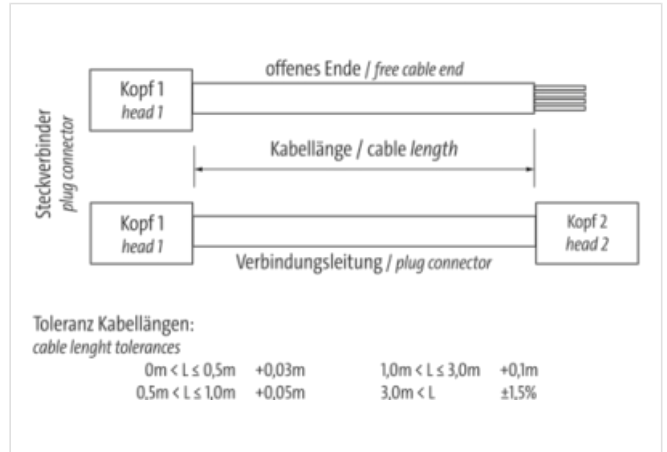 offenes Ende / free cable end
Kopf 1
head 1
Steckverbinder
plug connector
Kabellänge / cable length
Kopf 1
head 1
Kopf 2
head 2
Verbindungsleitung / plug connector
Toleranz Kabellängen:
cable lenght tolerances
0m < L ≤ 0,5m +0,03m 1,0m < L ≤ 3,0m +0,1m
0,5m < L ≤ 1,0m +0,05m 3,0m < L ±1,5%